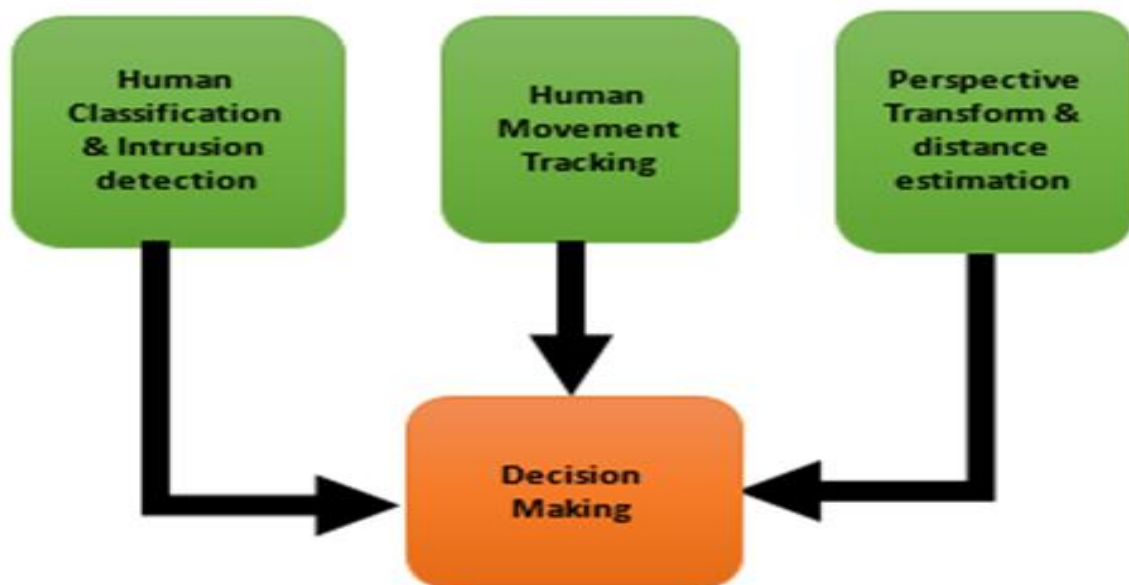 Human
Classification
& Intrusion
detection
Human
Movement
Tracking
Perspective
Transform &
distance
estimation
Decision
Making